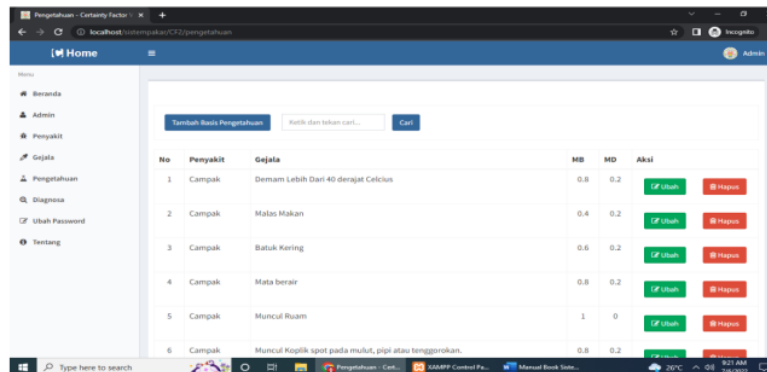 Pengetahuan - Certainty Factor
localhost/sistempakar/CF2/pengetahuan
Incognito
Home
Admin
Menu
Beranda
Admin
Penyakit
Gejala
Pengetahuan
Diagnosa
Ubah Password
Tentang
Tambah Basis Pengetahuan
Ketik dan tekan cari...
Cari
No Penyakit Gejala MB MD Aksi
1 Campak Demam Lebih Dari 40 derajat Celcius 0.8 0.2 Ubah Hapus
2 Campak Malas Makan 0.4 0.2 Ubah Hapus
3 Campak Batuk Kering 0.6 0.2 Ubah Hapus
4 Campak Mata berair 0.8 0.2 Ubah Hapus
5 Campak Muncul Ruam 1 0 Ubah Hapus
6 Campak Muncul Koplik spot pada mulut, pipi atau tenggorokan. 0.8 0.2
Type here to search
Pengetahuan - Cert...
XAMPP Control Pa...
Manual Book Siste...
26°C
9:21 AM